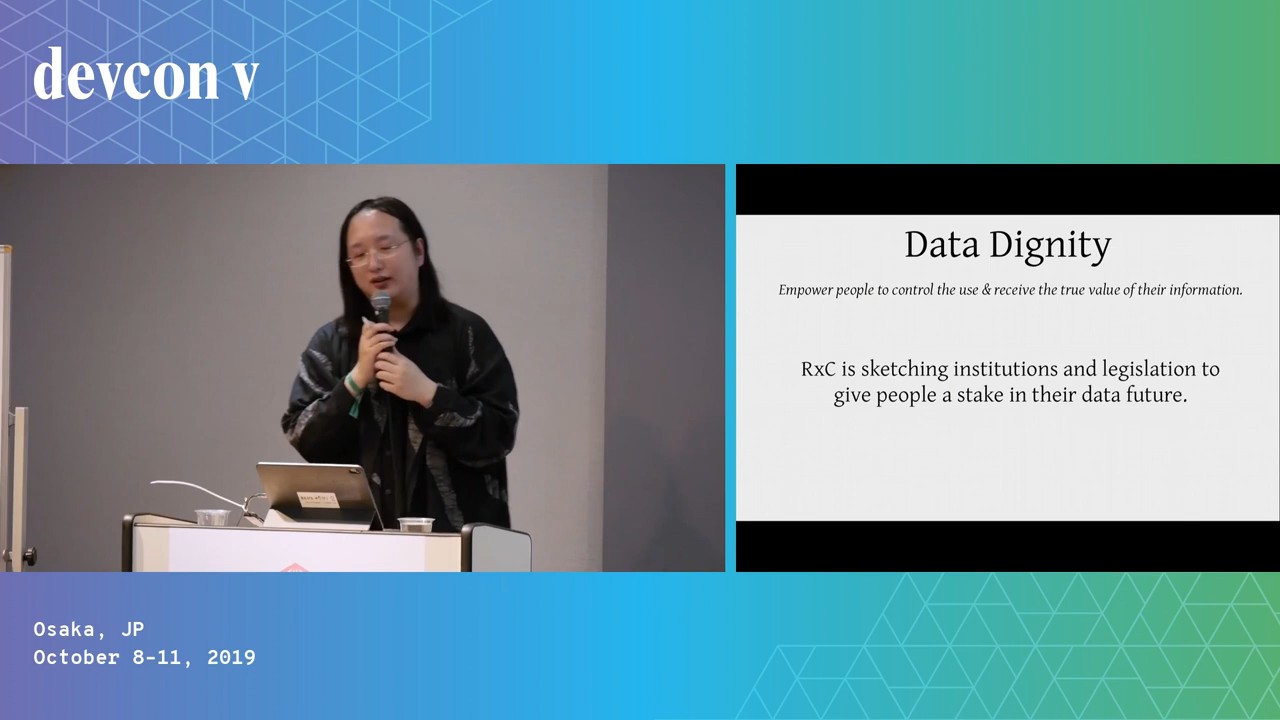 devcon v
Data Dignity
Empower people to control the use & receive the true value of their information.
RxC is sketching institutions and legislation to
give people a stake in their data future.
Osaka, JP
October 8-11, 2019